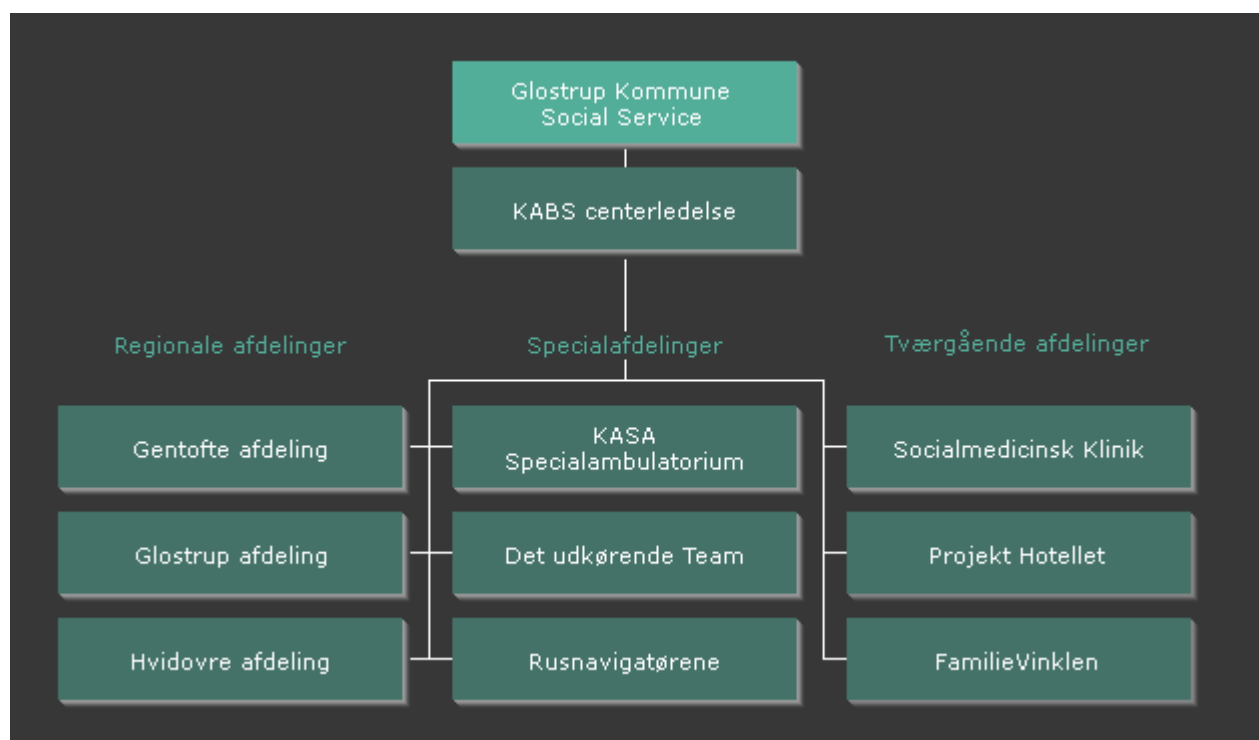 Glostrup Kommune
Social Service
KABS centerledelse
Regionale afdelinger
Specialafdelinger
Tværgående afdelinger
Gentofte afdeling
KASA
Specialambulatorium
Socialmedicinsk Klinik
Glostrup afdeling
Det udkørende Team
Projekt Hotellet
Hvidovre afdeling
Rusnavigatørene
FamilieVinklen